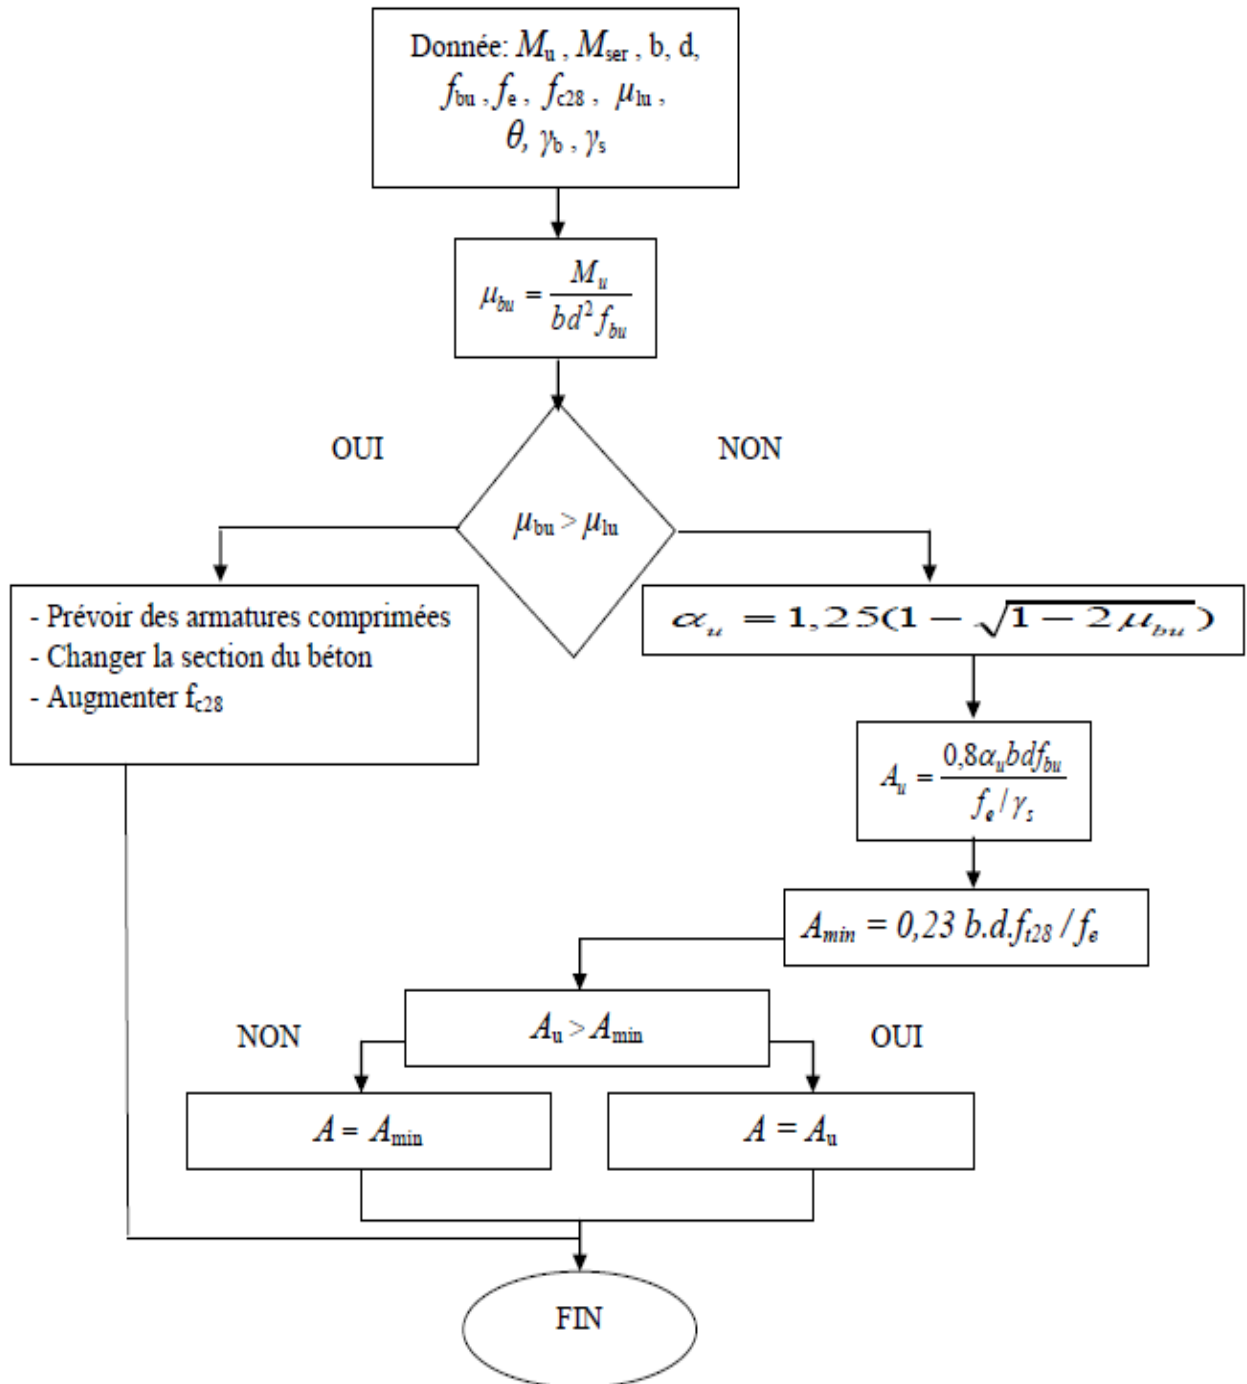 Donnée: Mu , Mser , b, d,
fbu , fe , fc28 , μlu ,
θ, γb , γs
μbu = Mu / bd² fbu
OUI
NON
μbu > μlu
- Prévoir des armatures comprimées
- Changer la section du béton
- Augmenter fc28
αu = 1,25(1 − √1 − 2μbu)
Au = 0,8αubdfbu / fe / γs
Amin = 0,23 b.d.ft28 / fe
NON
Au > Amin
OUI
A = Amin
A = Au
FIN